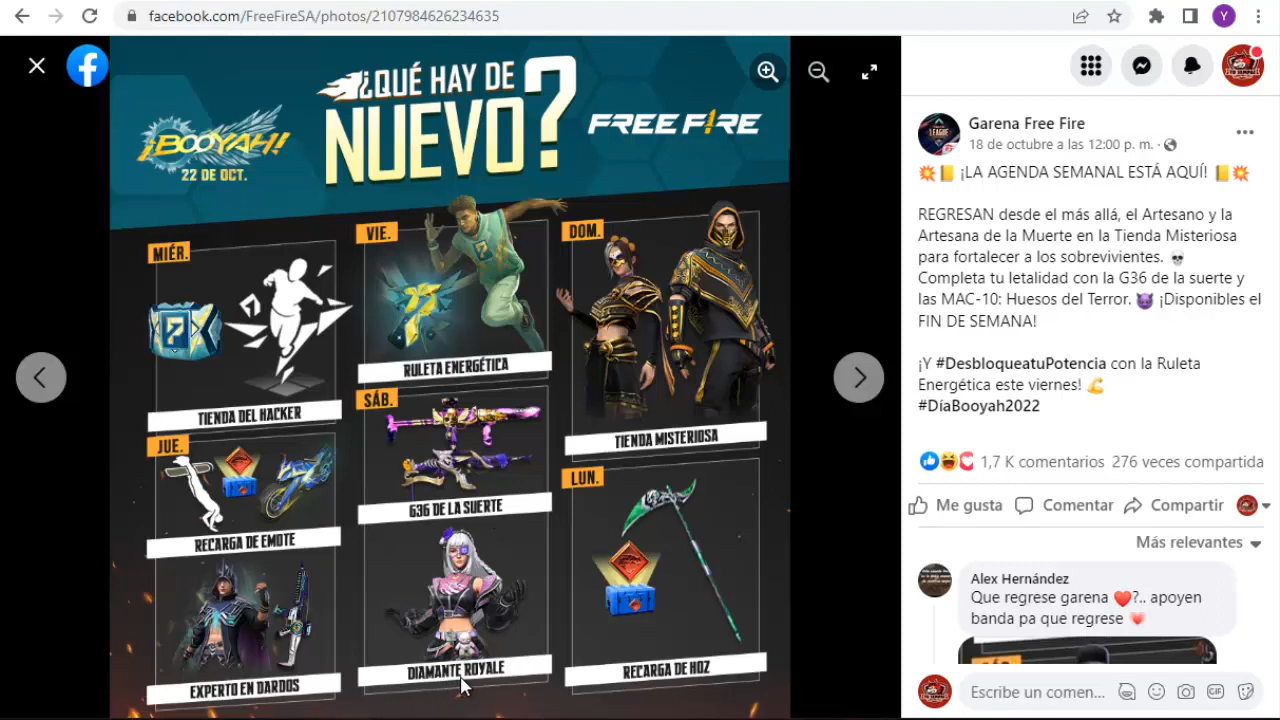 facebook.com/FreeFireSA/photos/2107984626234635
Y
¿QUÉ HAY DE
NUEVO?
¡BOOYAH!
22 DE OCT.
FREE FIRE
MIÉR.
TIENDA DEL HACKER
JUE.
RECARGA DE EMOTE
EXPERTO EN DARDOS
VIE.
RULETA ENERGÉTICA
SÁB.
G36 DE LA SUERTE
DIAMANTE ROYALE
DOM.
TIENDA MISTERIOSA
LUN.
RECARGA DE HOZ
Garena Free Fire
18 de octubre a las 12:00 p. m. ·
💥📒 ¡LA AGENDA SEMANAL ESTÁ AQUÍ! 📒💥
REGRESAN desde el más allá, el Artesano y la
Artesana de la Muerte en la Tienda Misteriosa
para fortalecer a los sobrevivientes. 💀
Completa tu letalidad con la G36 de la suerte y
las MAC-10: Huesos del Terror. 😈 ¡Disponibles el
FIN DE SEMANA!
¡Y #DesbloqueatuPotencia con la Ruleta
Energética este viernes! 💪
#DíaBooyah2022
1,7 K comentarios 276 veces compartida
Me gusta Comentar Compartir
Más relevantes
Alex Hernández
Que regrese garena ❤️?.. apoyen
banda pa que regrese 💗
Escribe un comen...
GIF